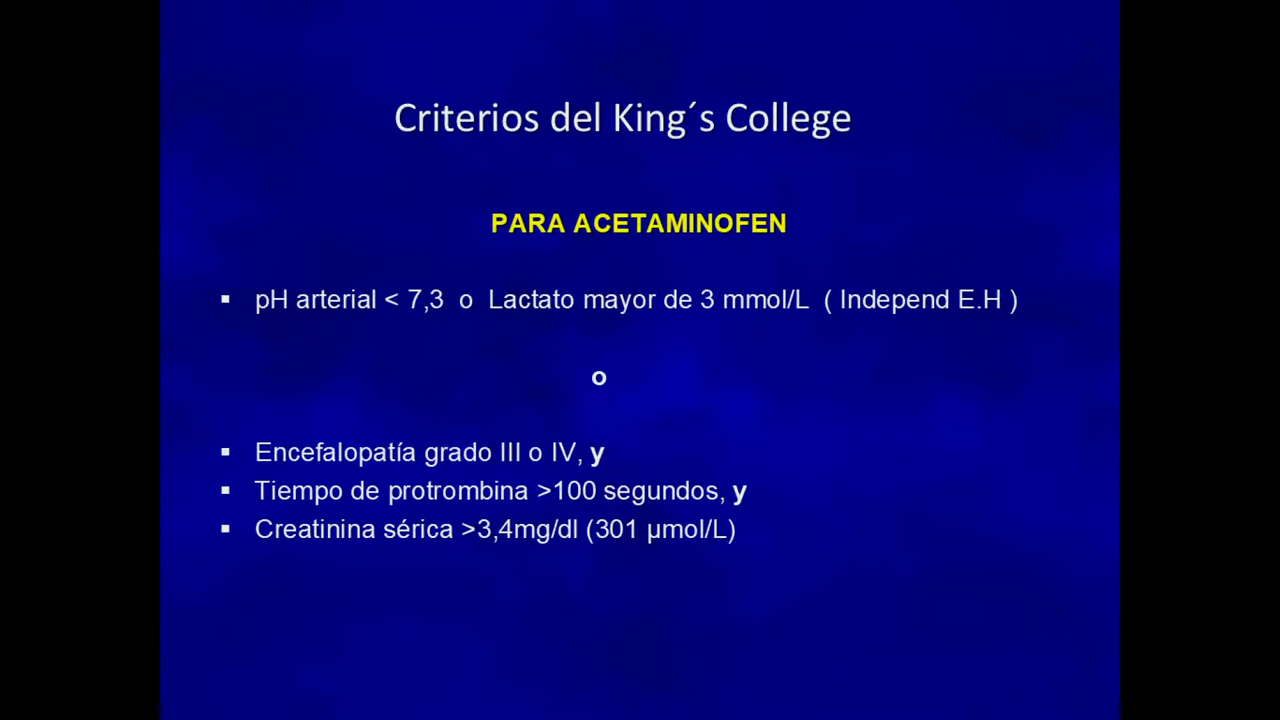 Criterios del King´s College
PARA ACETAMINOFEN
▪ pH arterial < 7,3 o Lactato mayor de 3 mmol/L ( Independ E.H )
o
▪ Encefalopatía grado III o IV, y
▪ Tiempo de protrombina >100 segundos, y
▪ Creatinina sérica >3,4mg/dl (301 µmol/L)